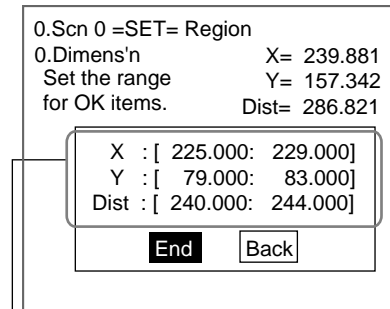 0.Scn 0 =SET= Region
0.Dimens'n X= 239.881
Set the range Y= 157.342
for OK items. Dist= 286.821
X : [ 225.000: 229.000]
Y : [ 79.000: 83.000]
Dist : [ 240.000: 244.000]
End Back